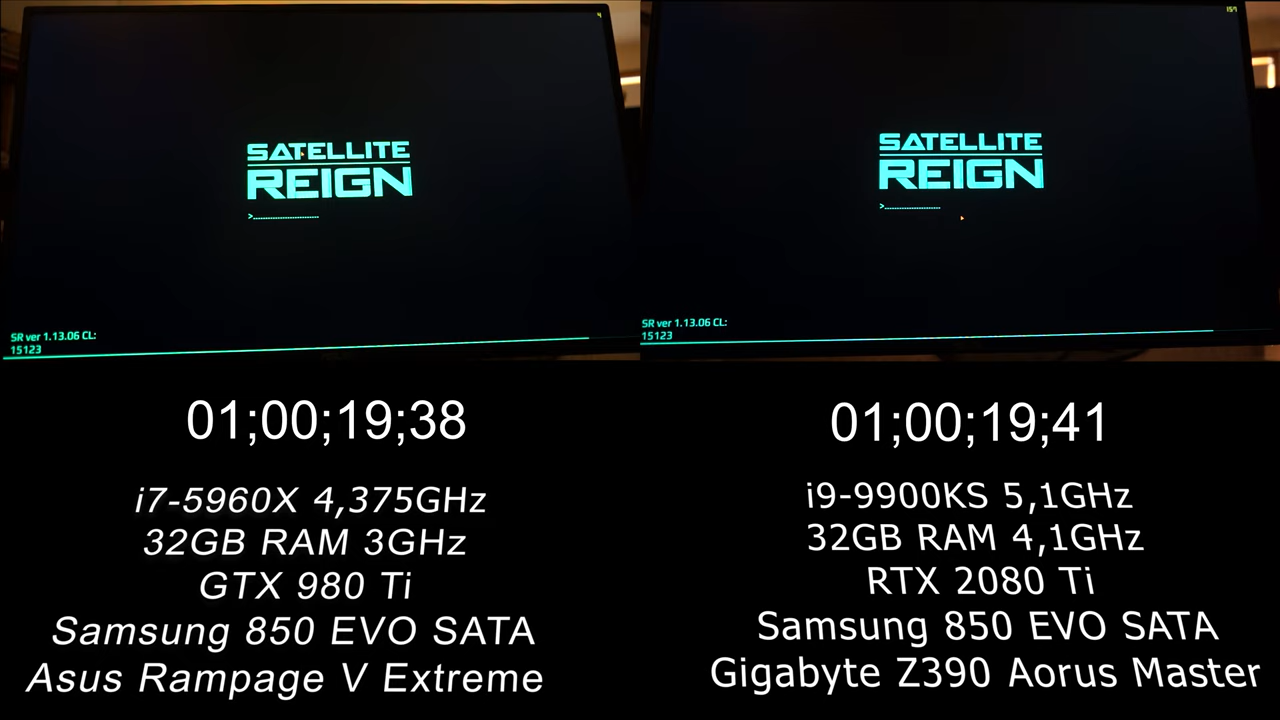 4
157
SATELLITE
REIGN
SATELLITE
REIGN
>
>
SR ver 1.13.06 CL:
15123
SR ver 1.13.06 CL:
15123
01;00;19;38
01;00;19;41
i7-5960X 4,375GHz
32GB RAM 3GHz
GTX 980 Ti
Samsung 850 EVO SATA
Asus Rampage V Extreme
i9-9900KS 5,1GHz
32GB RAM 4,1GHz
RTX 2080 Ti
Samsung 850 EVO SATA
Gigabyte Z390 Aorus Master